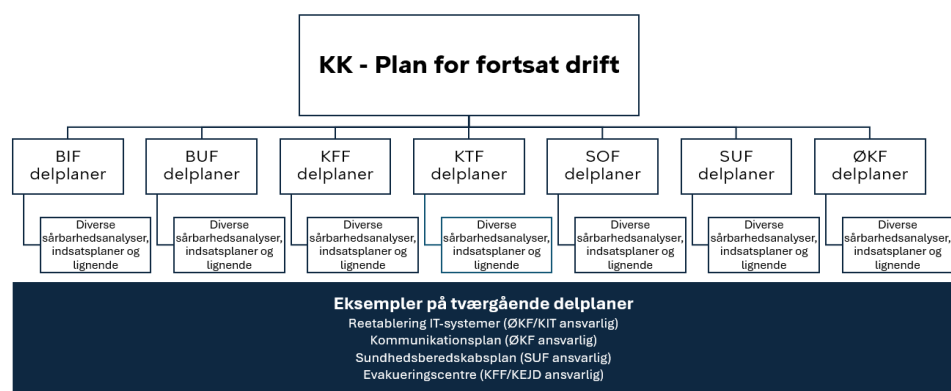 KK - Plan for fortsat drift
BIF
delplaner
BUF
delplaner
KFF
delplaner
KTF
delplaner
SOF
delplaner
SUF
delplaner
ØKF
delplaner
Diverse
sårbarhedsanalyser,
indsatsplaner og
lignende
Diverse
sårbarhedsanalyser,
indsatsplaner og
lignende
Diverse
sårbarhedsanalyser,
indsatsplaner og
lignende
Diverse
sårbarhedsanalyser,
indsatsplaner og
lignende
Diverse
sårbarhedsanalyser,
indsatsplaner og
lignende
Diverse
sårbarhedsanalyser,
indsatsplaner og
lignende
Diverse
sårbarhedsanalyser,
indsatsplaner og
lignende
Eksempler på tværgående delplaner
Reetablering IT-systemer (ØKF/KIT ansvarlig)
Kommunikationsplan (ØKF ansvarlig)
Sundhedsberedskabsplan (SUF ansvarlig)
Evakueringscentre (KFF/KEJD ansvarlig)